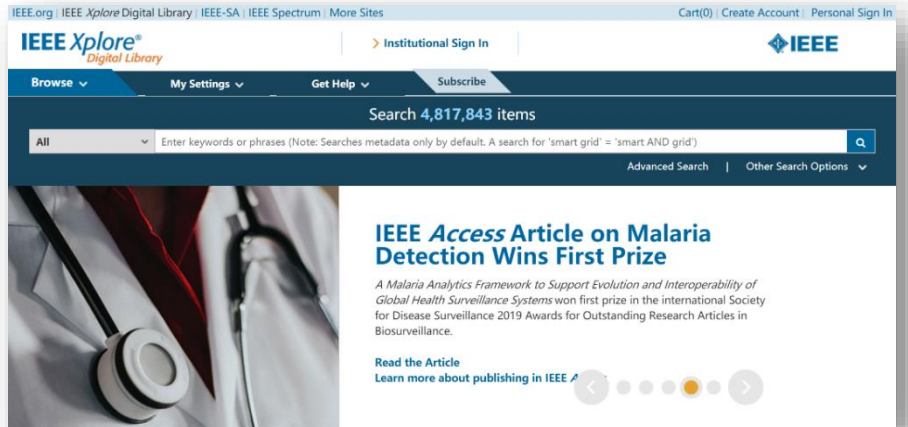 IEEE.org | IEEE Xplore Digital Library | IEEE-SA | IEEE Spectrum | More Sites
Cart(0) | Create Account | Personal Sign In
IEEE Xplore®
Digital Library
> Institutional Sign In
IEEE
Browse
My Settings
Get Help
Subscribe
Search 4,817,843 items
All
Enter keywords or phrases (Note: Searches metadata only by default. A search for 'smart grid' = 'smart AND grid')
Advanced Search | Other Search Options
IEEE Access Article on Malaria
Detection Wins First Prize
A Malaria Analytics Framework to Support Evolution and Interoperability of
Global Health Surveillance Systems won first prize in the international Society
for Disease Surveillance 2019 Awards for Outstanding Research Articles in
Biosurveillance.
Read the Article
Learn more about publishing in IEEE